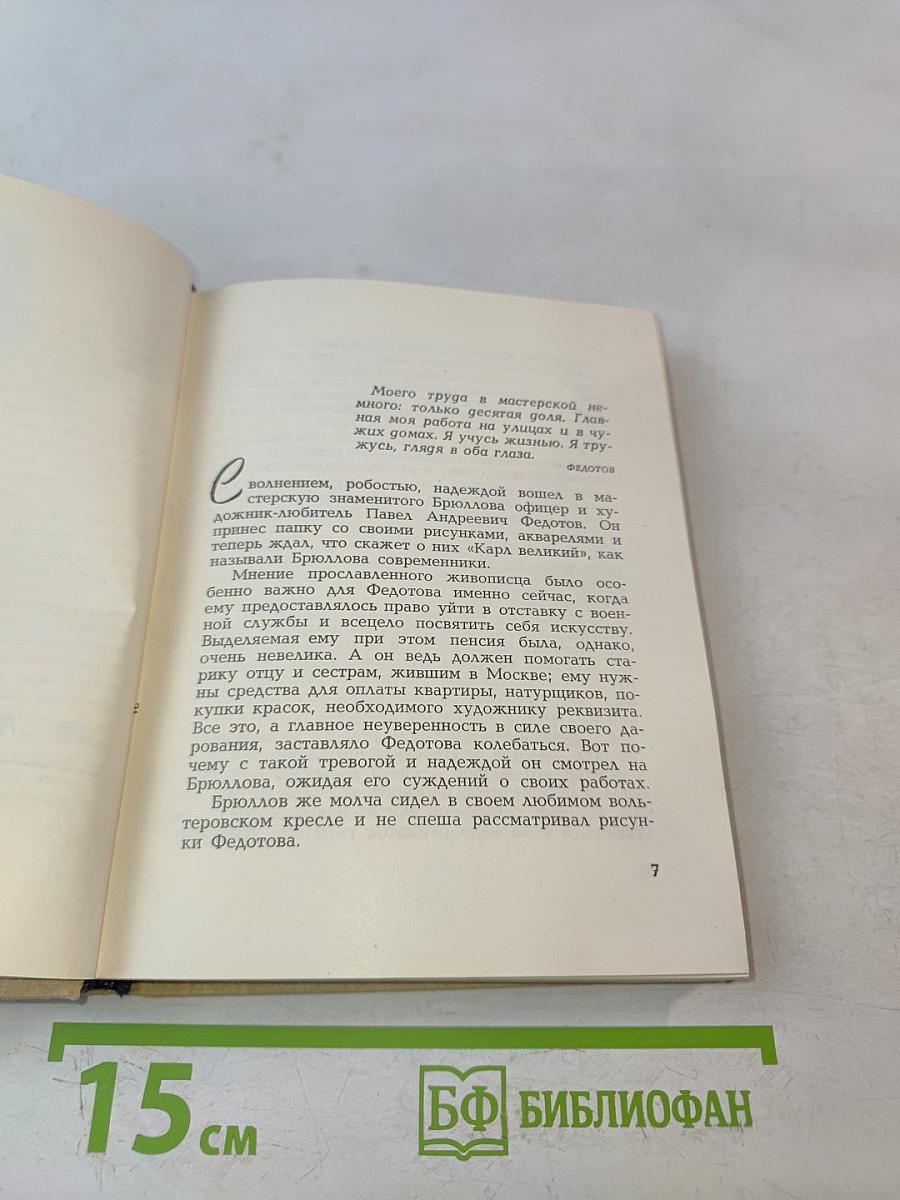 Моего труда в мастерской не-
много: только десятая доля. Глав-
ная моя работа на улицах и в чу-
жих домах. Я учусь жизнью. Я тру-
жусь, глядя в оба глаза.
ФЕДОТОВ
С волнением, робостью, надеждой вошел в ма-
стерскую знаменитого Брюллова офицер и ху-
дожник-любитель Павел Андреевич Федотов. Он
принес папку со своими рисунками, акварелями и
теперь ждал, что скажет о них «Карл великий», как
называли Брюллова современники.
Мнение прославленного живописца было осо-
бенно важно для Федотова именно сейчас, когда
ему предоставлялось право уйти в отставку с воен-
ной службы и всецело посвятить себя искусству.
Выделяемая ему при этом пенсия была, однако,
очень невелика. А он ведь должен помогать ста-
рику отцу и сестрам, жившим в Москве; ему нуж-
ны средства для оплаты квартиры, натурщиков, по-
купки красок, необходимого художнику реквизита.
Все это, а главное неуверенность в силе своего да-
рования, заставляло Федотова колебаться. Вот по-
чему с такой тревогой и надеждой он смотрел на
Брюллова, ожидая его суждений о своих работах.
Брюллов же молча сидел в своем любимом воль-
теровском кресле и не спеша рассматривал рисун-
ки Федотова.
7
15 см
БФ БИБЛИОФАН